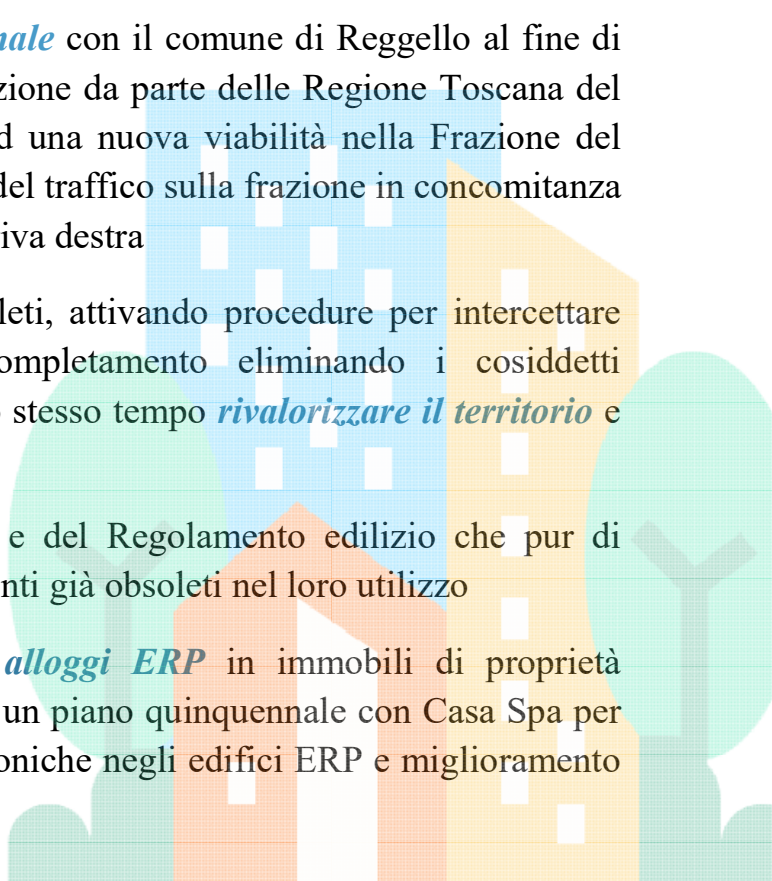 nale con il comune di Reggello al fine di
zione da parte delle Regione Toscana del
d una nuova viabilità nella Frazione del
del traffico sulla frazione in concomitanza
iva destra
leti, attivando procedure per intercettare
ompletamento eliminando i cosiddetti
stesso tempo rivalorizzare il territorio e
e del Regolamento edilizio che pur di
nti già obsoleti nel loro utilizzo
alloggi ERP in immobili di proprietà
un piano quinquennale con Casa Spa per
oniche negli edifici ERP e miglioramento